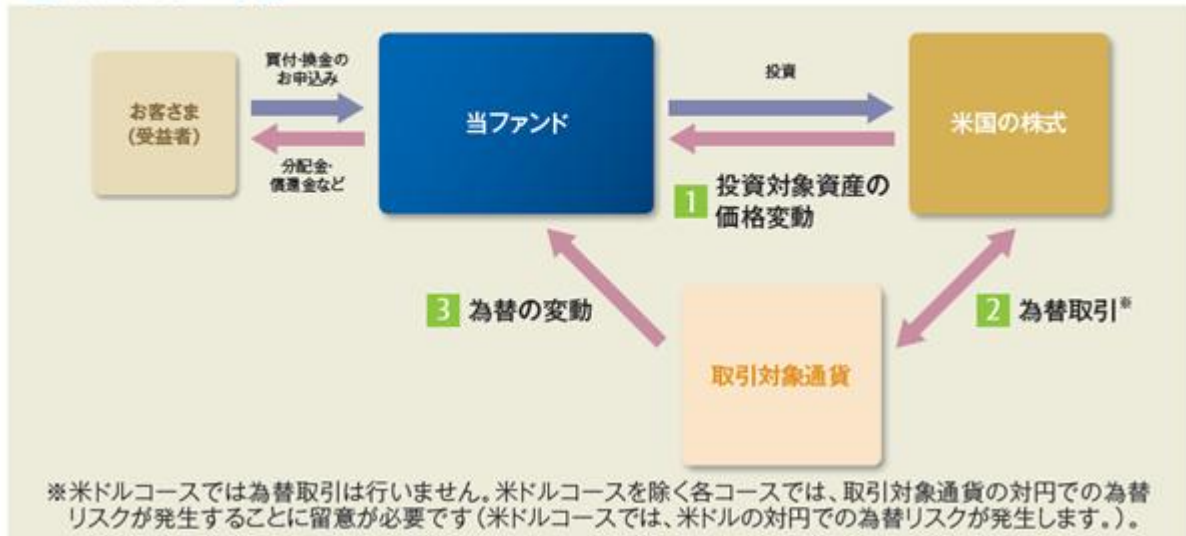 買付・換金の
お申込み
お客さま
(受益者)
分配金・
償還金など
当ファンド
投資
米国の株式
1 投資対象資産の
価格変動
3 為替の変動
2 為替取引※
取引対象通貨
※米ドルコースでは為替取引は行いません。米ドルコースを除く各コースでは、取引対象通貨の対円での為替
リスクが発生することに留意が必要です(米ドルコースでは、米ドルの対円での為替リスクが発生します。)。